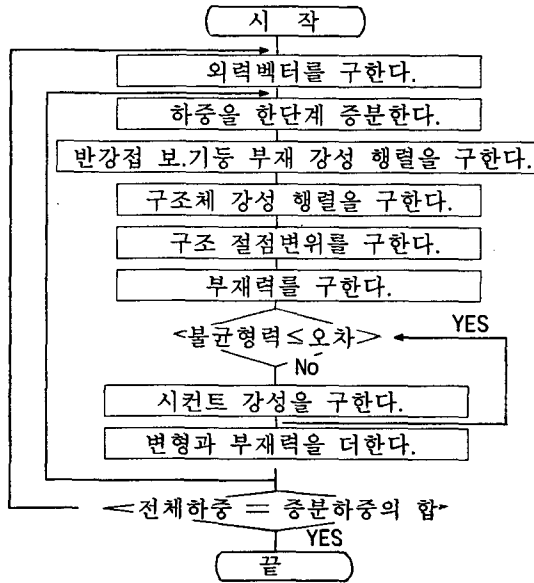 시 작
외력벡터를 구한다.
하중을 한단계 증분한다.
반강접 보.기둥 부재 강성 행렬을 구한다.
구조체 강성 행렬을 구한다.
구조 절점변위를 구한다.
부재력를 구한다.
불균형력≤오차
YES
No
시컨트 강성을 구한다.
변형과 부재력을 더한다.
전체하중 = 증분하중의 합
YES
끝